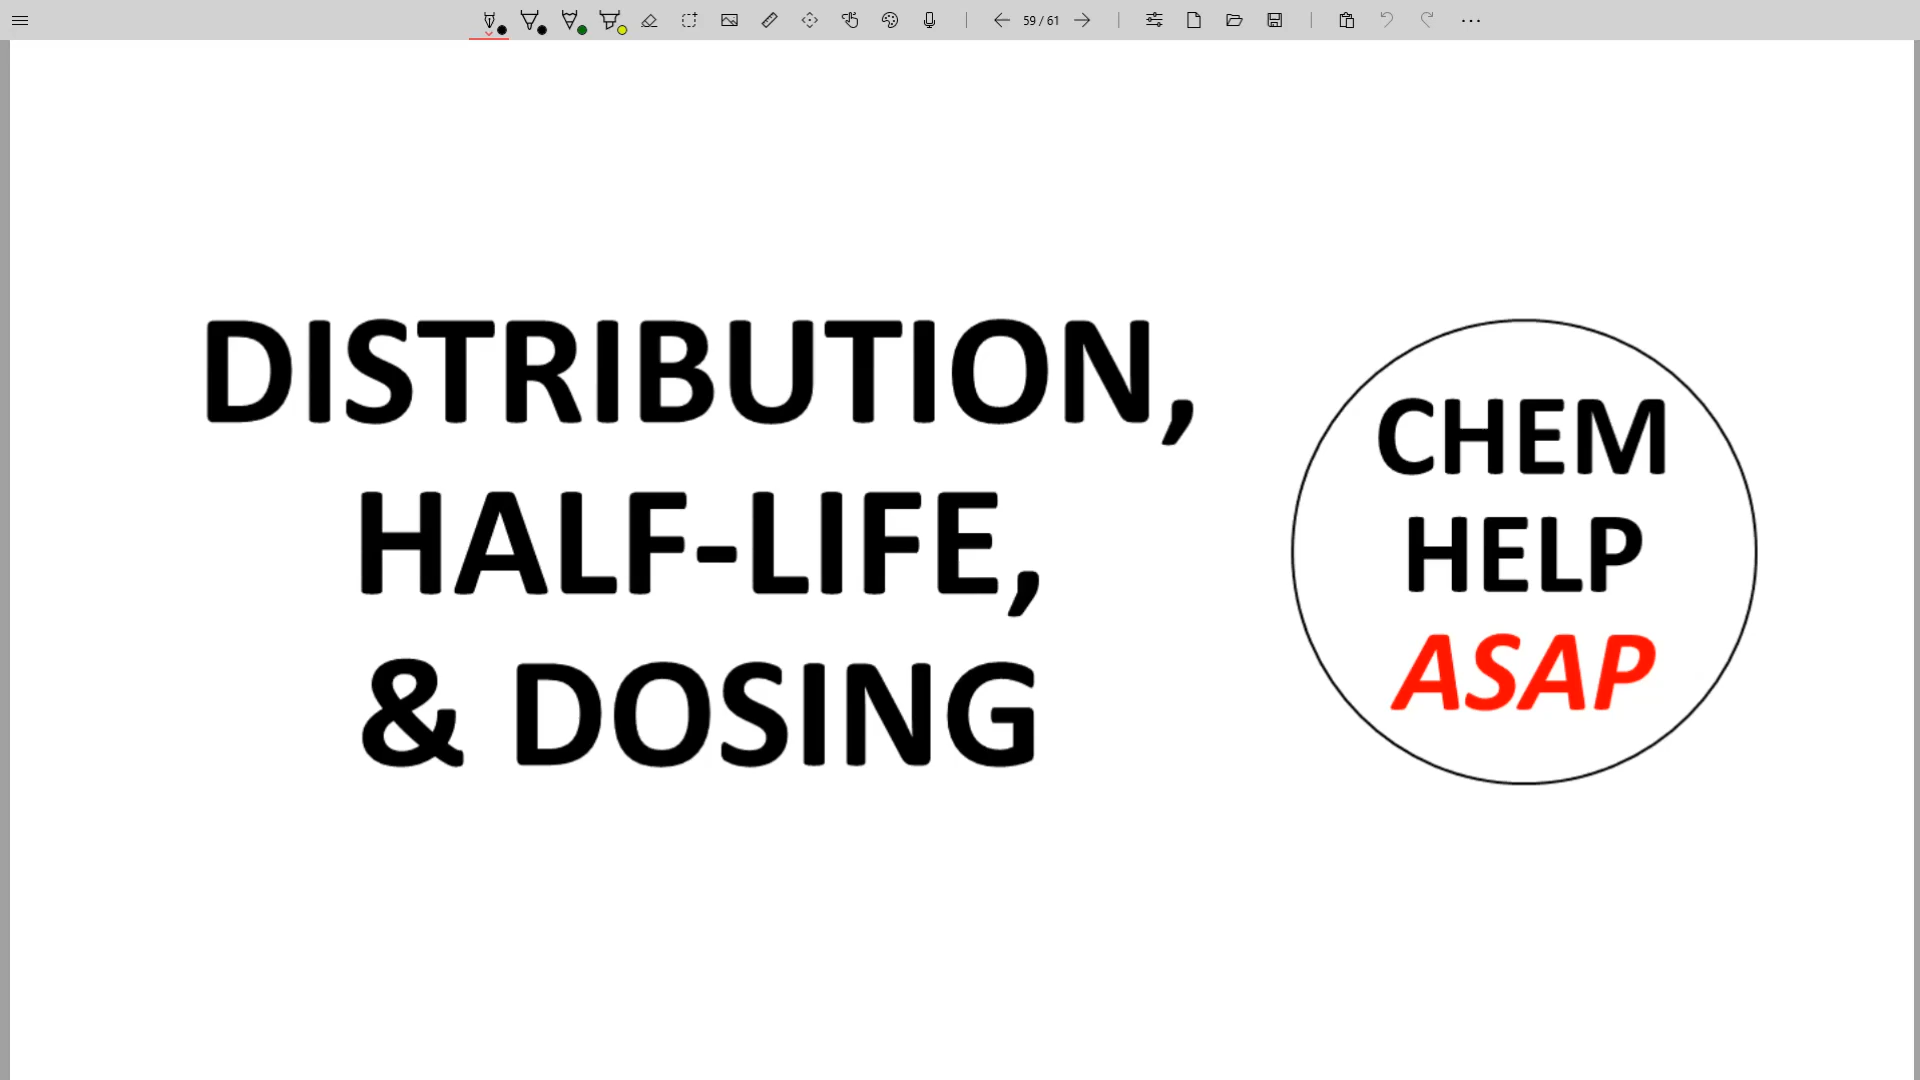 59 / 61
DISTRIBUTION,
HALF-LIFE,
& DOSING
CHEM
HELP
ASAP